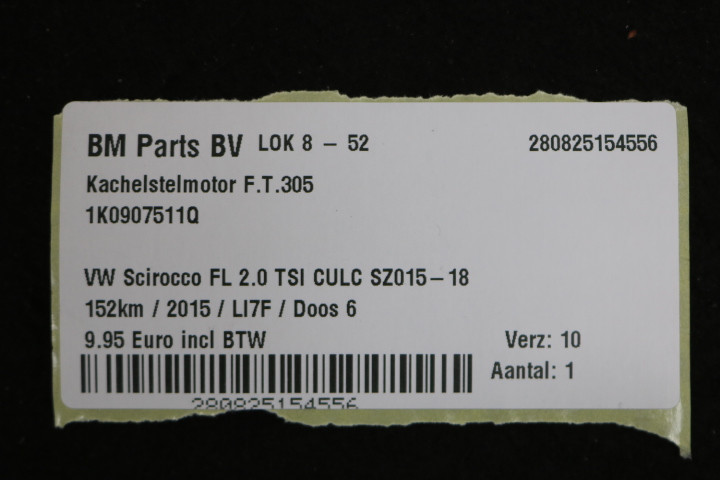 BM Parts BV LOK 8 - 52 280825154556
Kachelstelmotor F.T.305
1K0907511Q
VW Scirocco FL 2.0 TSI CULC SZ015-18
152km / 2015 / LI7F / Doos 6
9.95 Euro incl BTW Verz: 10
Aantal: 1
280825154556